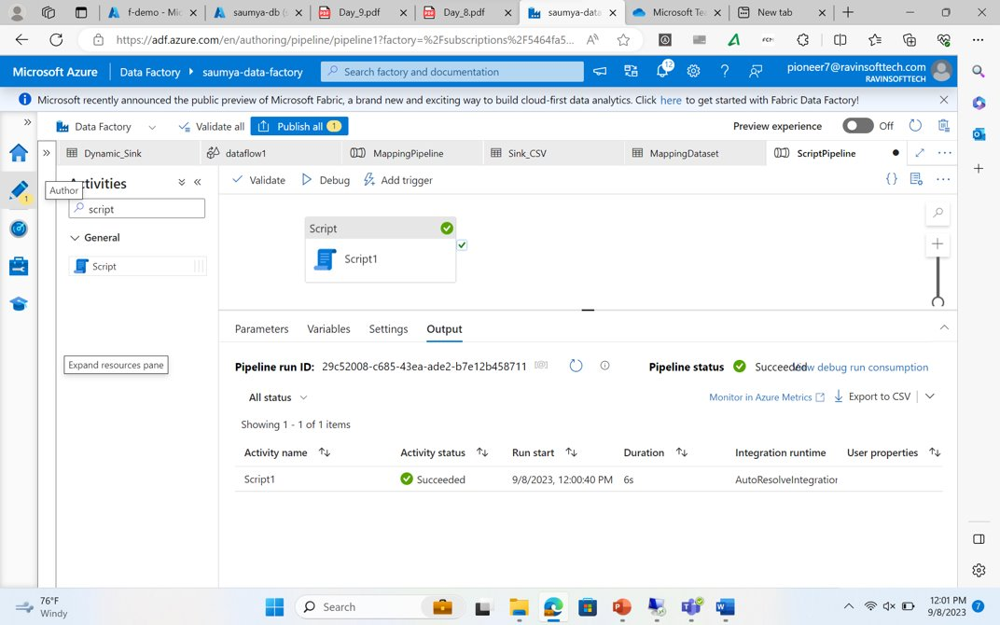 f-demo - Mic
saumya-db (s
Day_9.pdf
Day_8.pdf
saumya-data
Microsoft Tea
New tab
https://adf.azure.com/en/authoring/pipeline/pipeline1?factory=%2Fsubscriptions%2F5464fa5...
Microsoft Azure
Data Factory
saumya-data-factory
Search factory and documentation
12
pioneer7@ravinsofttech.com
RAVINSOFTTECH
Microsoft recently announced the public preview of Microsoft Fabric, a brand new and exciting way to build cloud-first data analytics. Click here to get started with Fabric Data Factory!
Data Factory
Validate all
Publish all 1
Preview experience
Off
Dynamic_Sink
dataflow1
MappingPipeline
Sink_CSV
MappingDataset
ScriptPipeline
Activities
Author
1
script
General
Script
Expand resources pane
Validate
Debug
Add trigger
Script
Script1
Parameters
Variables
Settings
Output
Pipeline run ID: 29c52008-c685-43ea-ade2-b7e12b458711
Pipeline status
Succeeded
View debug run consumption
All status
Monitor in Azure Metrics
Export to CSV
Showing 1 - 1 of 1 items
Activity name
Activity status
Run start
Duration
Integration runtime
User properties
Script1
Succeeded
9/8/2023, 12:00:40 PM
6s
AutoResolveIntegration
76°F
Windy
Search
12:01 PM
9/8/2023
7